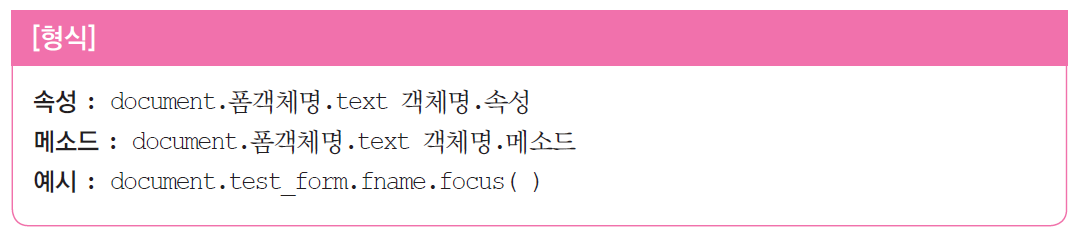 [형식]
속성 : document.폼객체명.text 객체명.속성
메소드 : document.폼객체명.text 객체명.메소드
예시 : document.test_form.fname.focus( )